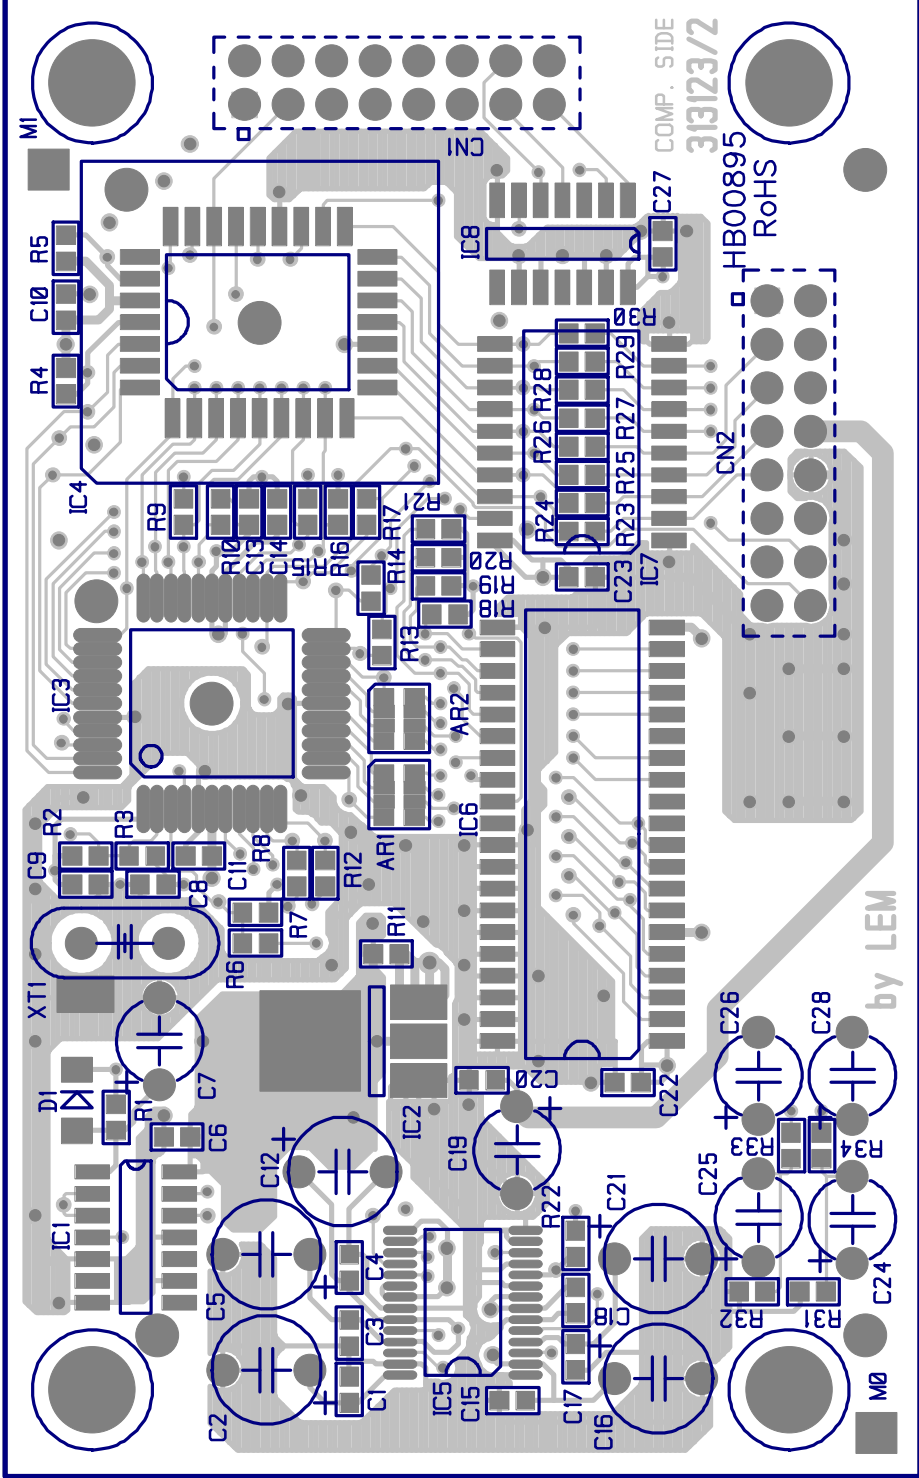 COMP. SIDE
313123/2
M1
CN1
HB00895
RoHS
C27
IC8
R5
C10
R4
R30
R29
R28
R27
R26
R25
R24
R23
CN2
IC4
R9
R10
C13
C14
R15
R16
R17
R21
R20
R19
R18
R14
R13
C23
IC7
IC3
AR2
AR1
IC6
R2
R3
C9
C8
C11
R8
R12
R7
R6
R11
XT1
by LEM
C26
C28
D1
R1
C7
C6
IC2
C20
C22
C19
C12
R33
R34
C25
IC1
C5
C4
R22
C21
C24
C3
C18
R32
R31
C2
C1
IC5
C15
C17
C16
M0